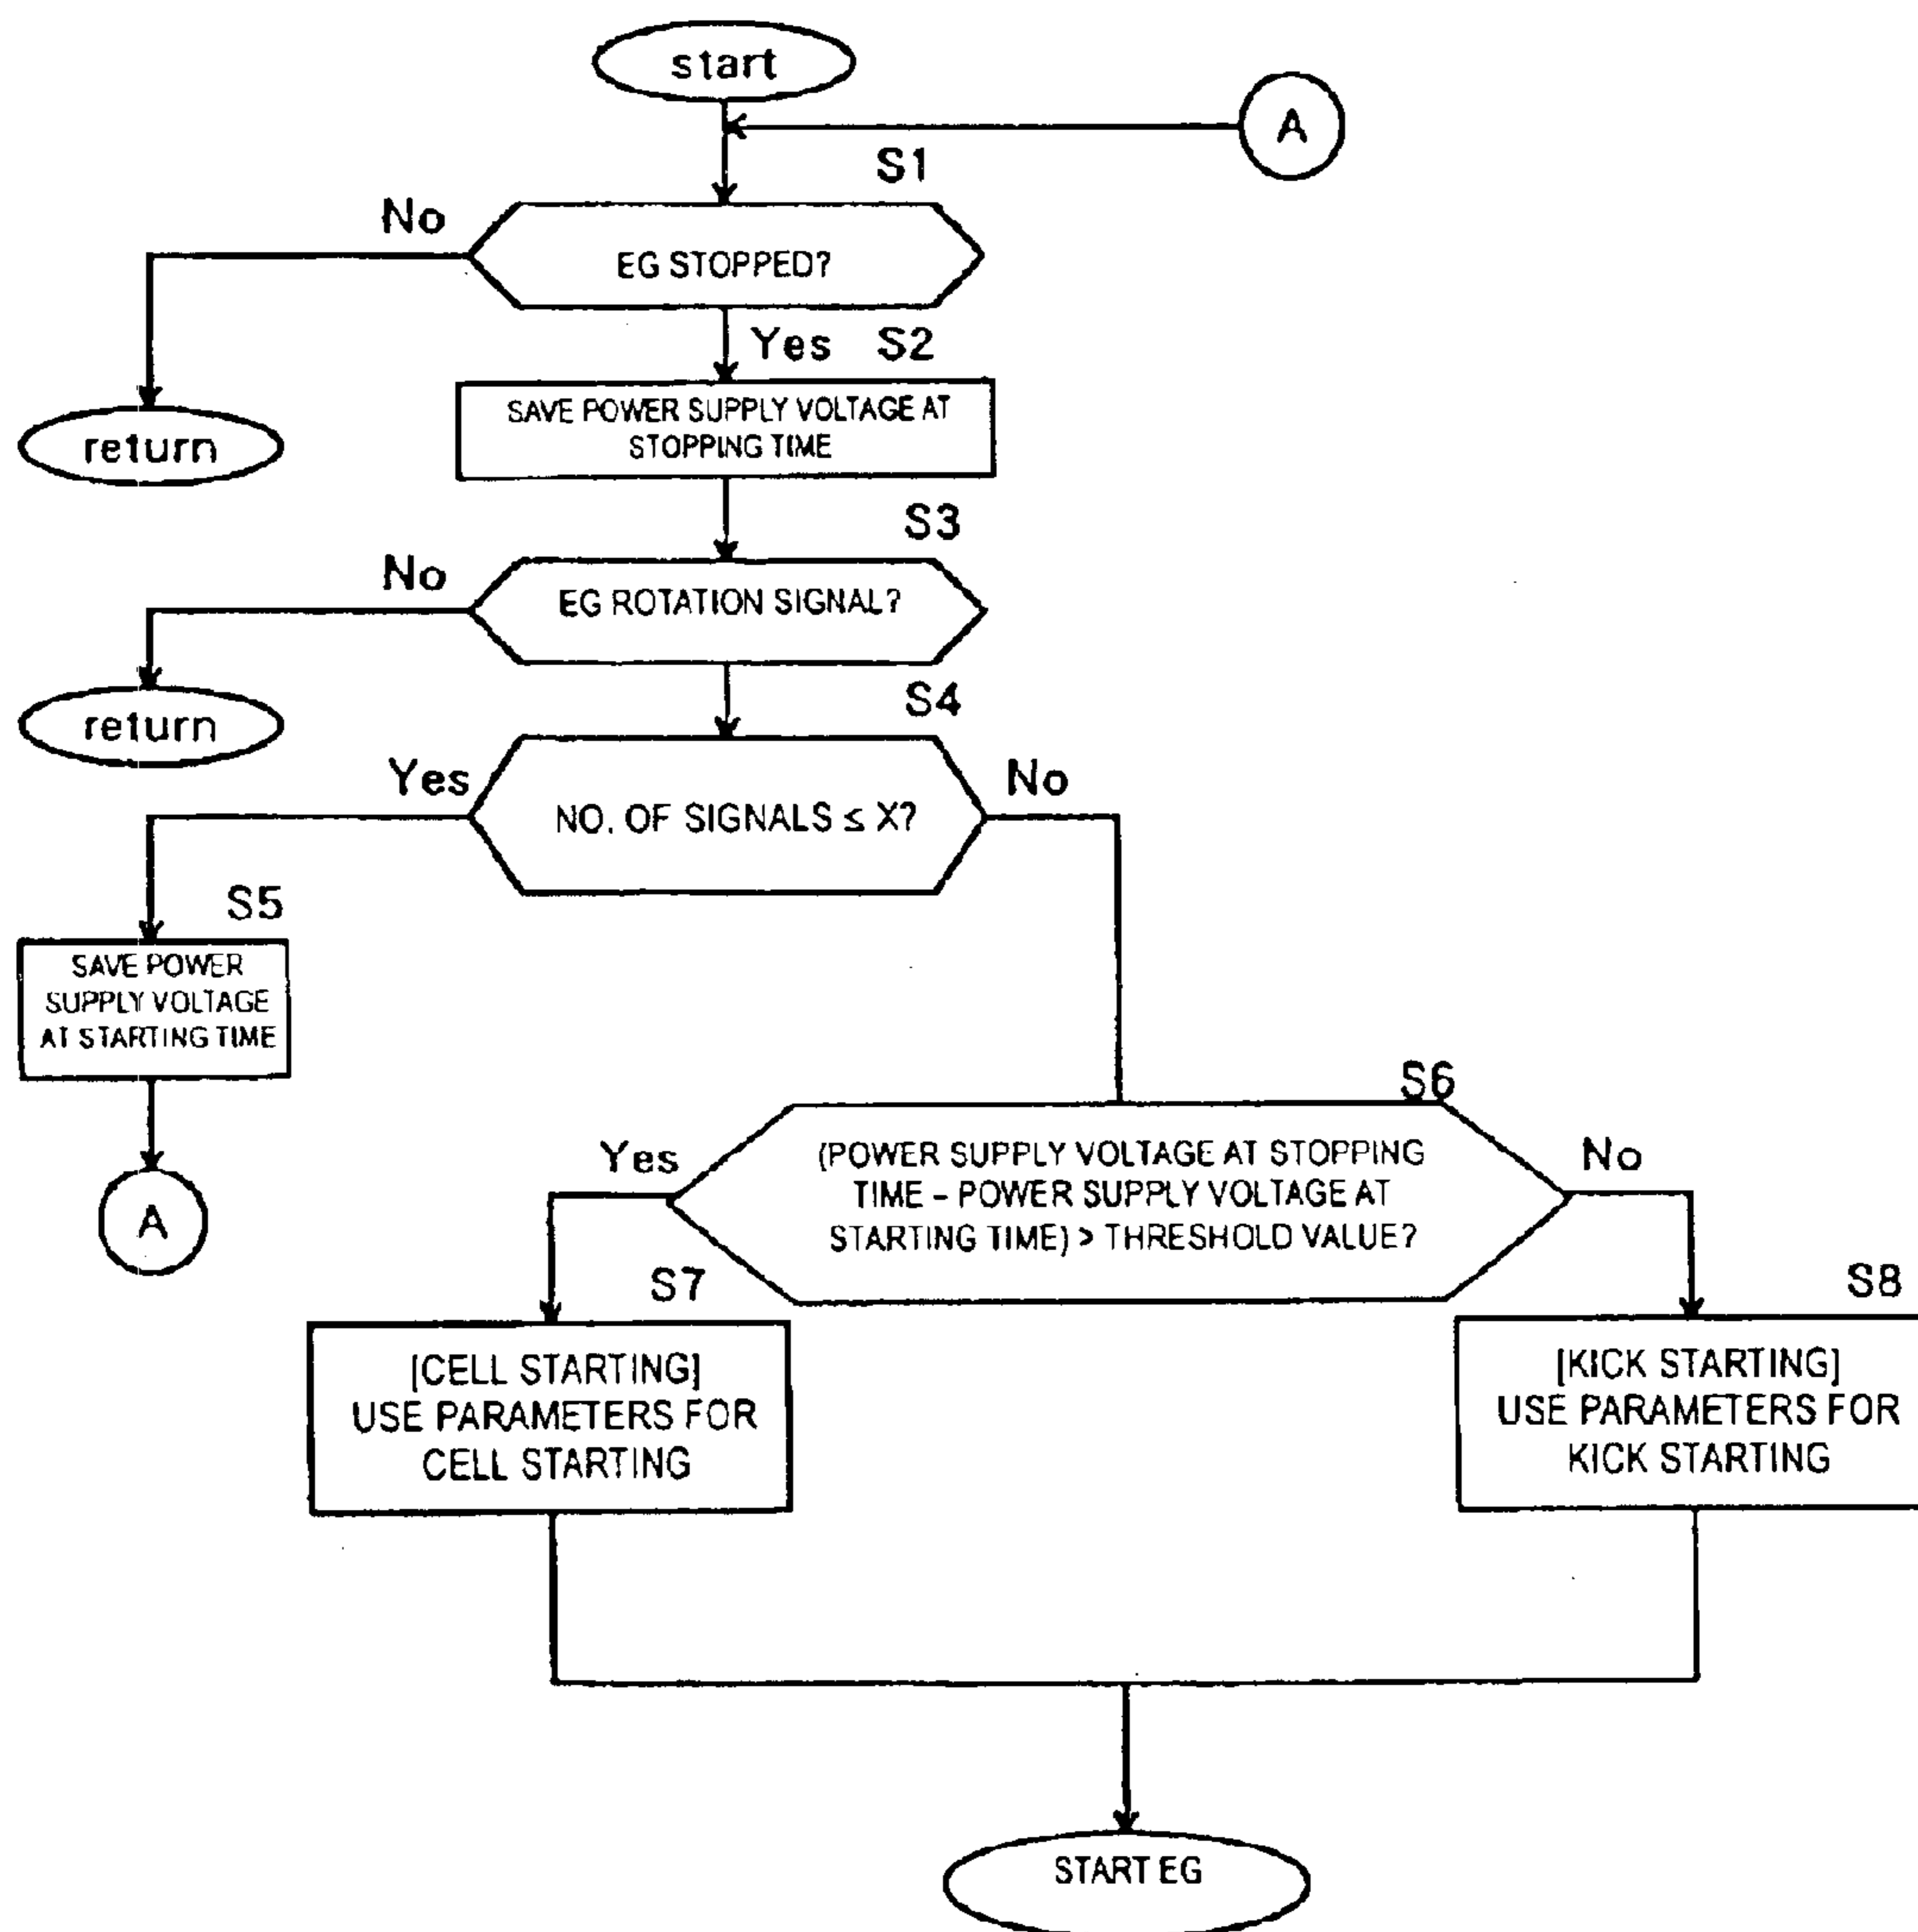 start
A
S1
No
EG STOPPED?
Yes S2
SAVE POWER SUPPLY VOLTAGE AT
STOPPING TIME
return
S3
No
EG ROTATION SIGNAL?
S4
return
Yes
No
NO. OF SIGNALS ≤ X?
S5
SAVE POWER
SUPPLY VOLTAGE
AT STARTING TIME
A
S6
Yes
(POWER SUPPLY VOLTAGE AT STOPPING
TIME – POWER SUPPLY VOLTAGE AT
STARTING TIME) > THRESHOLD VALUE?
No
S7
[CELL STARTING]
USE PARAMETERS FOR
CELL STARTING
S8
[KICK STARTING]
USE PARAMETERS FOR
KICK STARTING
START EG